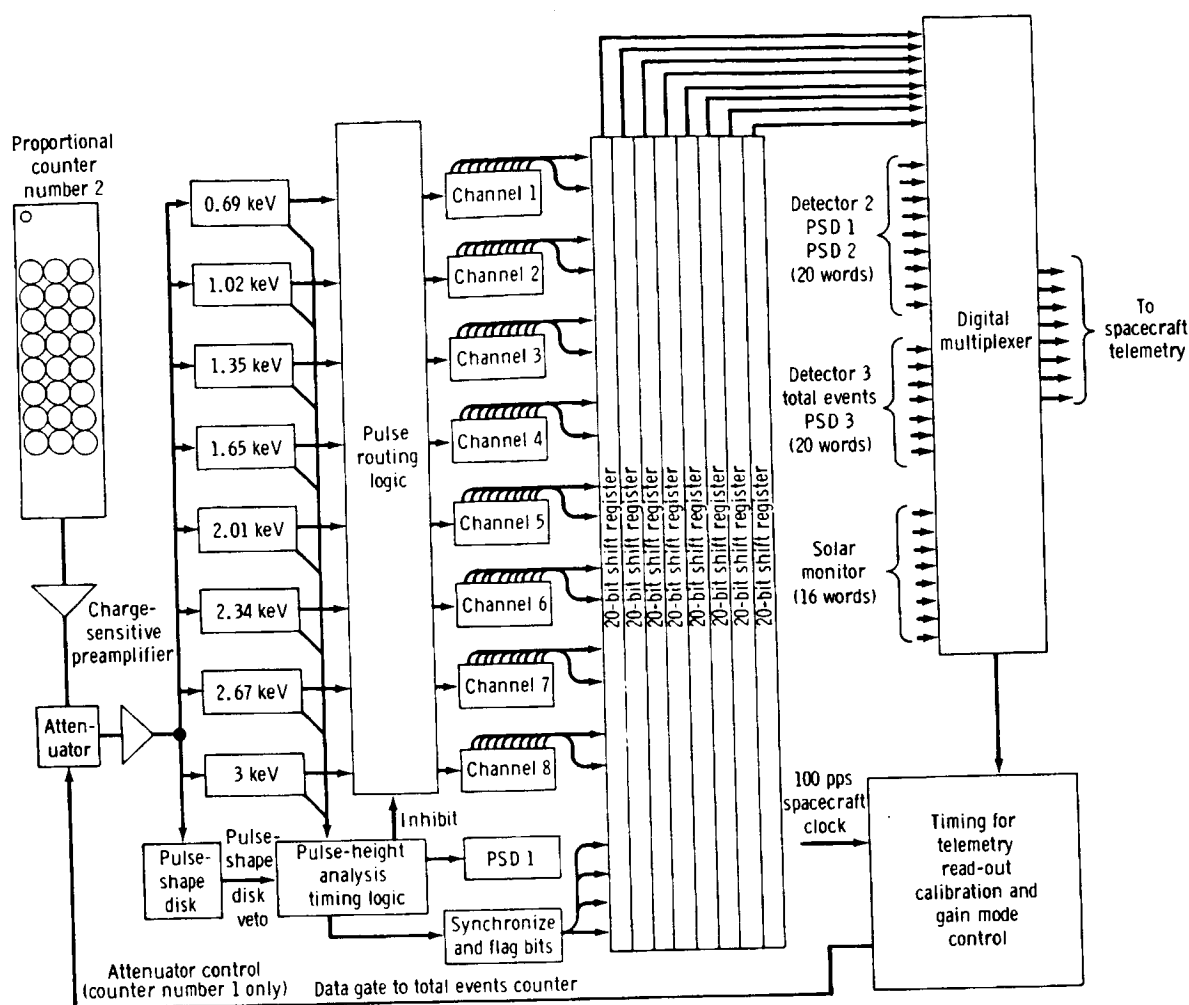 Proportional
counter
number 2
0.69 keV
1.02 keV
1.35 keV
1.65 keV
2.01 keV
2.34 keV
2.67 keV
3 keV
Charge-
sensitive
preamplifier
Atten-
uator
Pulse
routing
logic
Channel 1
Channel 2
Channel 3
Channel 4
Channel 5
Channel 6
Channel 7
Channel 8
20-bit shift register
20-bit shift register
20-bit shift register
20-bit shift register
20-bit shift register
20-bit shift register
20-bit shift register
20-bit shift register
Detector 2
PSD 1
PSD 2
(20 words)
Detector 3
total events
PSD 3
(20 words)
Solar
monitor
(16 words)
Digital
multiplexer
To
spacecraft
telemetry
100 pps
spacecraft
clock
Timing for
telemetry
read-out
calibration and
gain mode
control
Inhibit
Pulse-
shape
disk
Pulse-
shape
disk
veto
Pulse-height
analysis
timing logic
PSD 1
Synchronize
and flag bits
Attenuator control
(counter number 1 only)
Data gate to total events counter